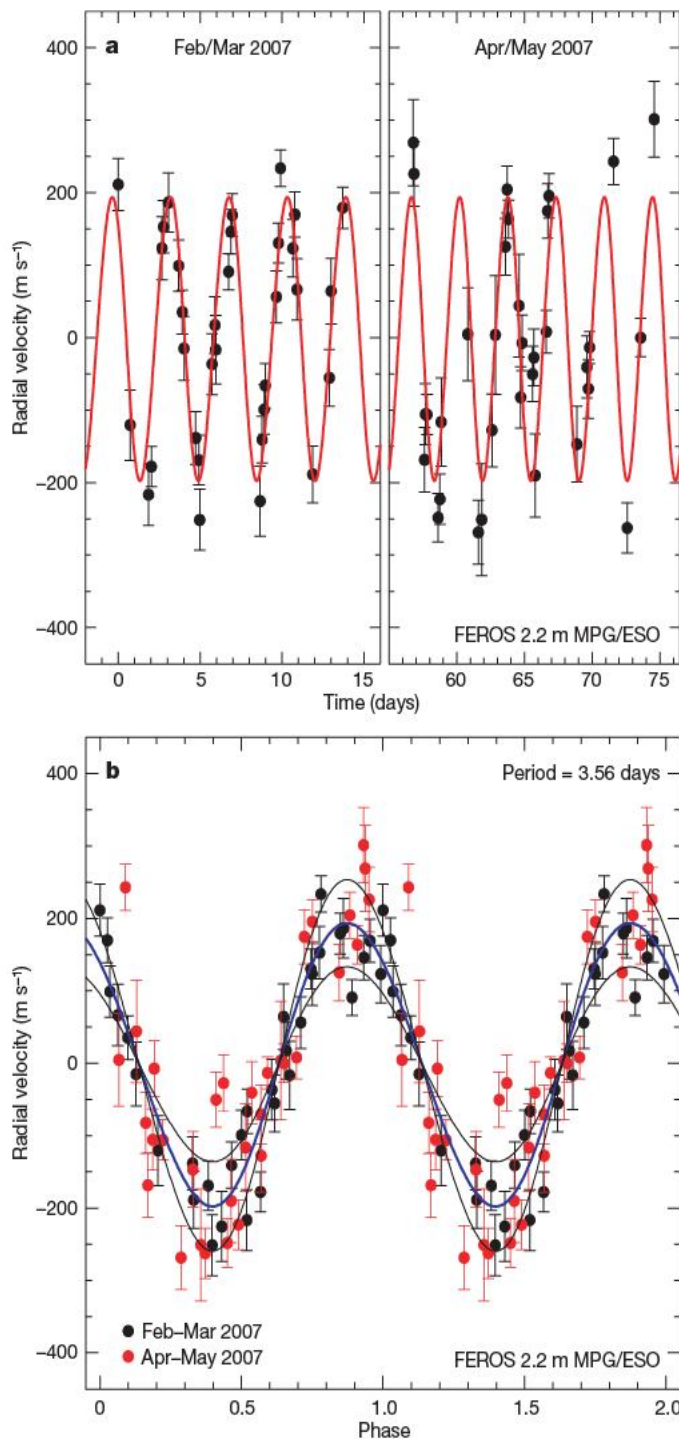 a
Feb/Mar 2007
Apr/May 2007
400
200
0
−200
−400
Radial velocity (m s⁻¹)
FEROS 2.2 m MPG/ESO
0 5 10 15 60 65 70 75
Time (days)
b
Period = 3.56 days
400
200
0
−200
−400
Radial velocity (m s⁻¹)
Feb–Mar 2007
Apr–May 2007
FEROS 2.2 m MPG/ESO
0 0.5 1.0 1.5 2.0
Phase